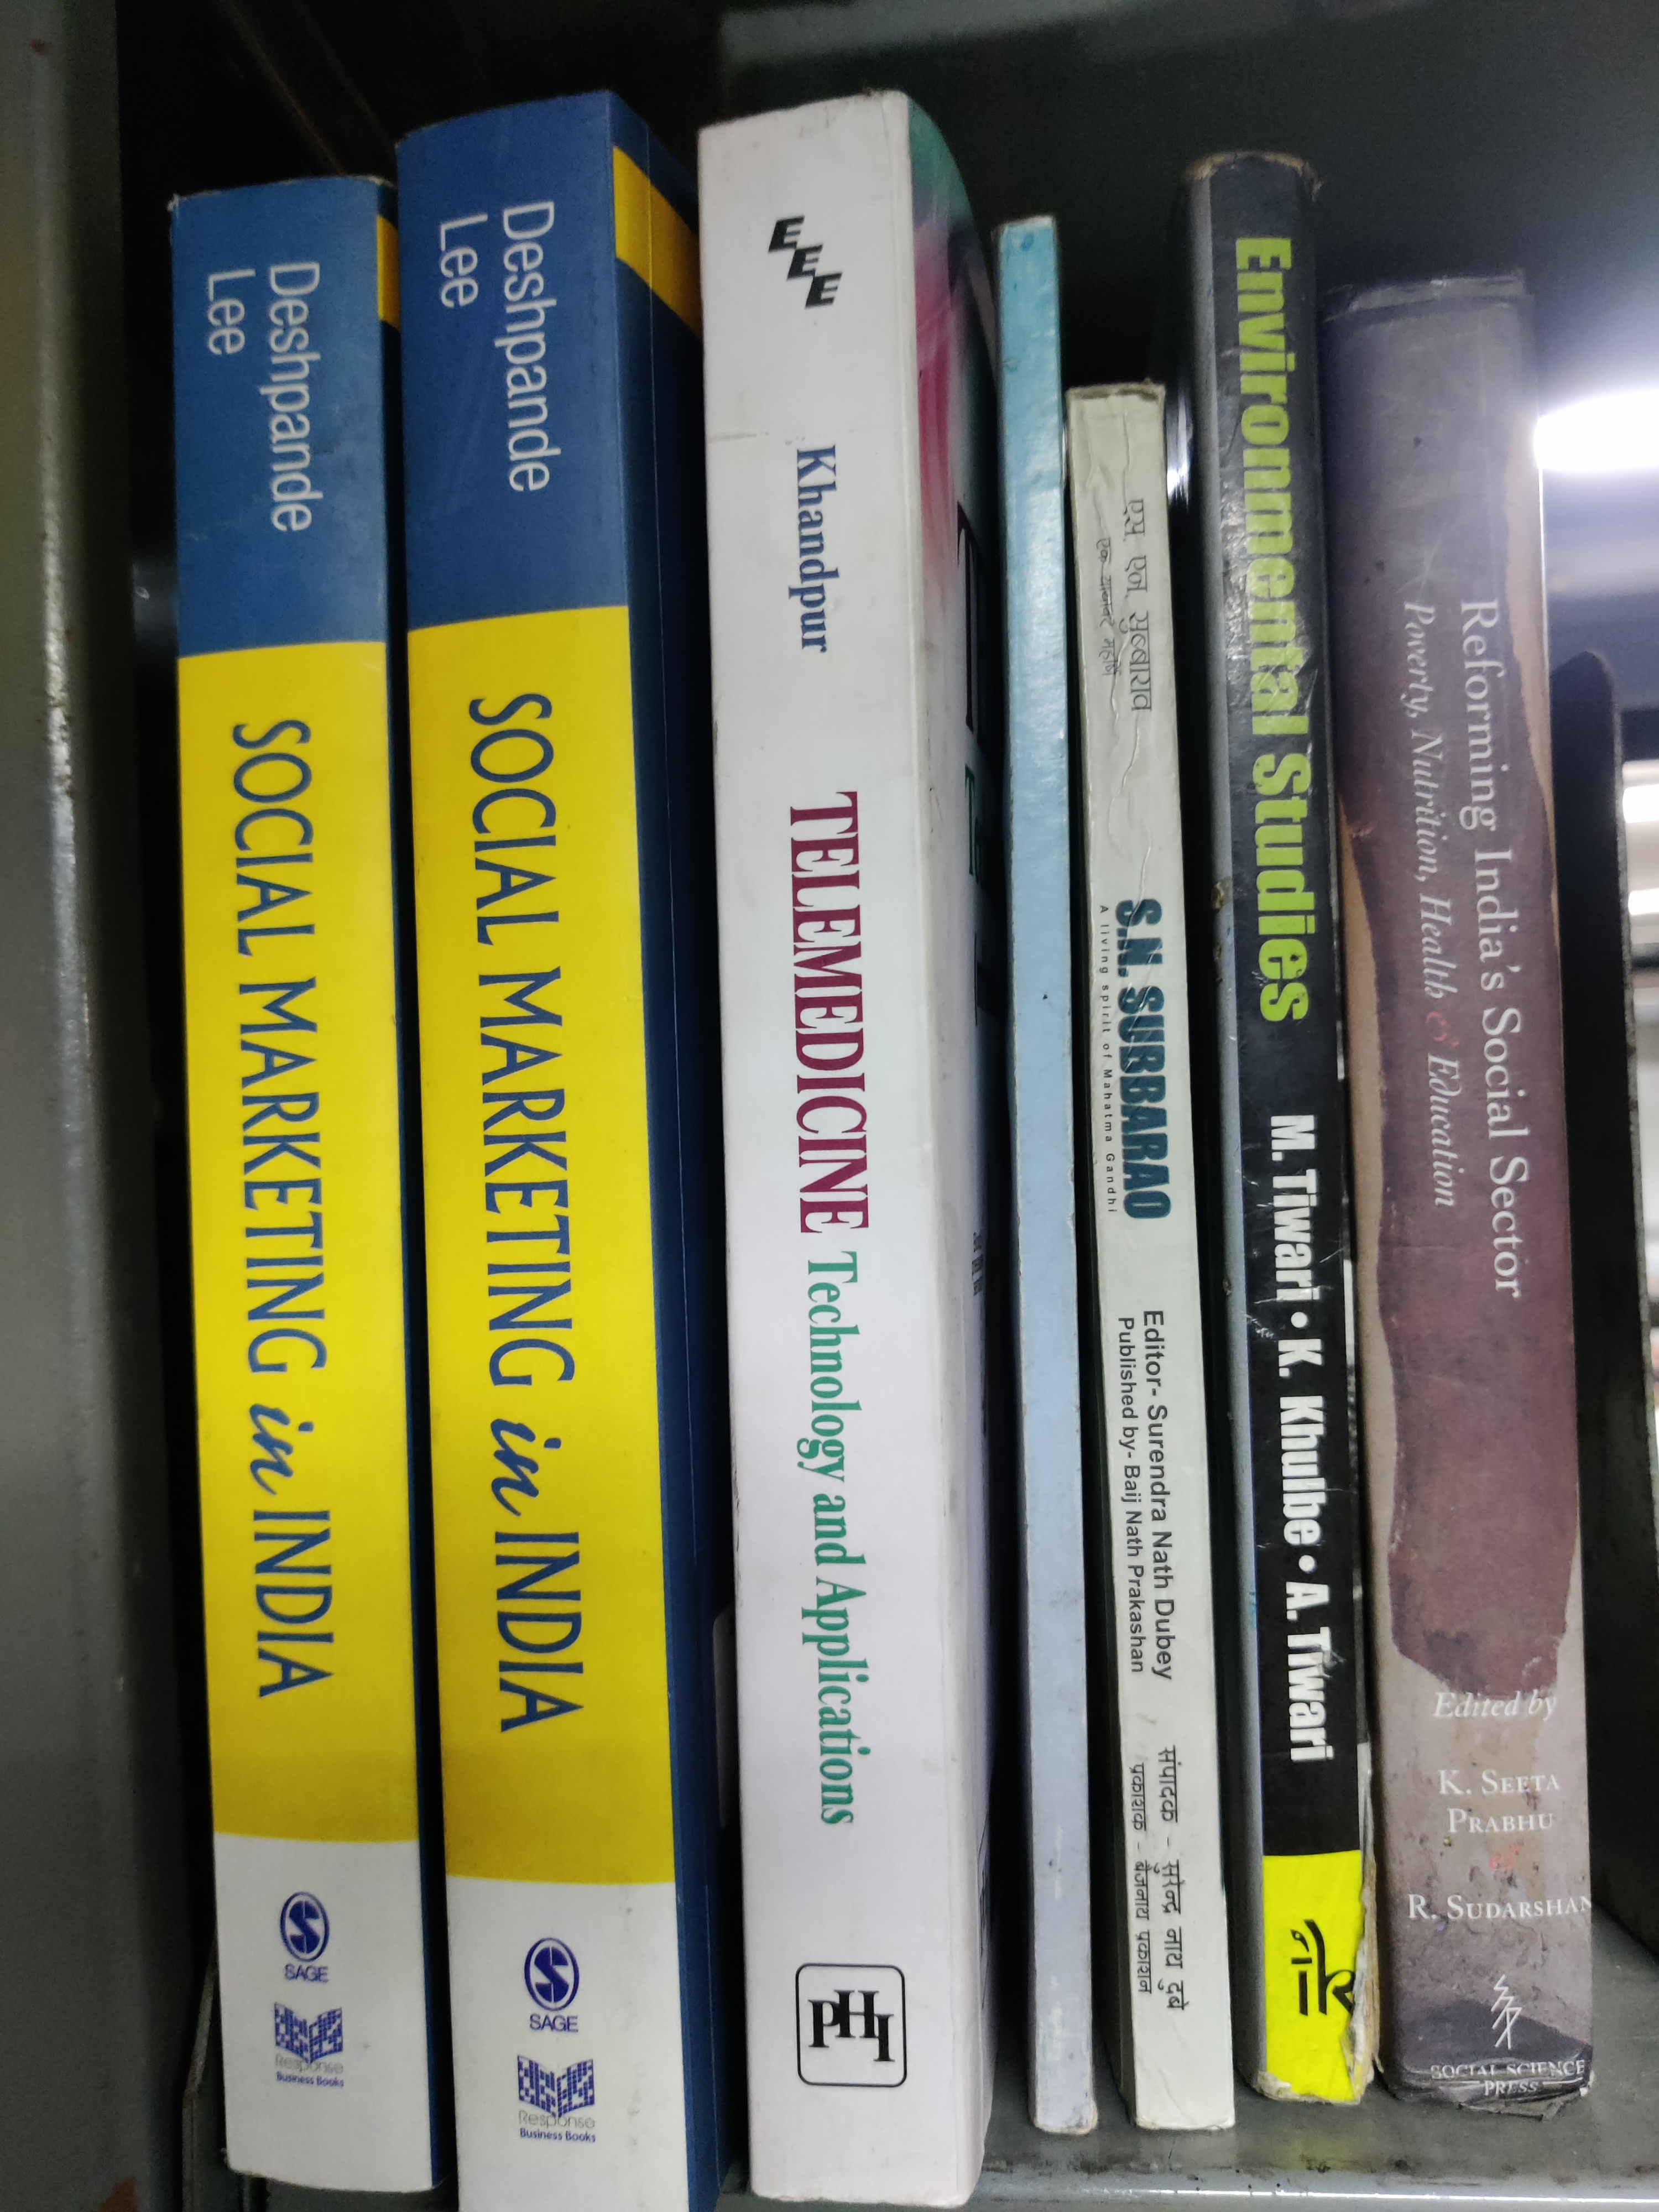 Deshpande
Lee
SOCIAL MARKETING in INDIA
SAGE
Response
Business Books
Deshpande
Lee
SOCIAL MARKETING in INDIA
SAGE
Response
Business Books
EEE
Khandpur
TELEMEDICINE Technology and Applications
PHI
एस. एन. सुब्बाराव
S.N. SUBBARAO
A living spirit of Mahatma Gandhi
Editor- Surendra Nath Dubey
Published by- Baij Nath Prakashan
संपादक - सुरेन्द्र नाथ दुबे
प्रकाशक - बैजनाथ प्रकाशन
Environmental Studies
M. Tiwari • K. Khulbe • A. Tiwari
Reforming India's Social Sector
Poverty, Nutrition, Health & Education
Edited by
K. SEETA
PRABHU
&
R. SUDARSHAN
SOCIAL SCIENCE
PRESS